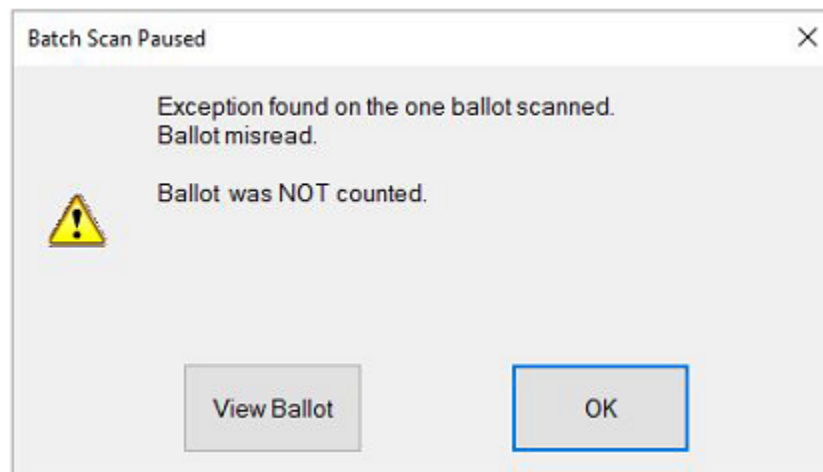 Batch Scan Paused
Exception found on the one ballot scanned.
Ballot misread.
Ballot was NOT counted.
View Ballot
OK